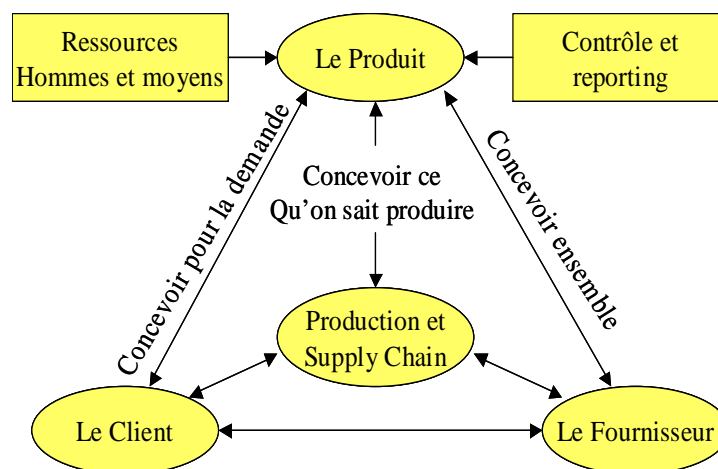 Ressources
Hommes et moyens
Le Produit
Contrôle et
reporting
Concevoir pour la demande
Concevoir ce
Qu'on sait produire
Concevoir ensemble
Production et
Supply Chain
Le Client
Le Fournisseur